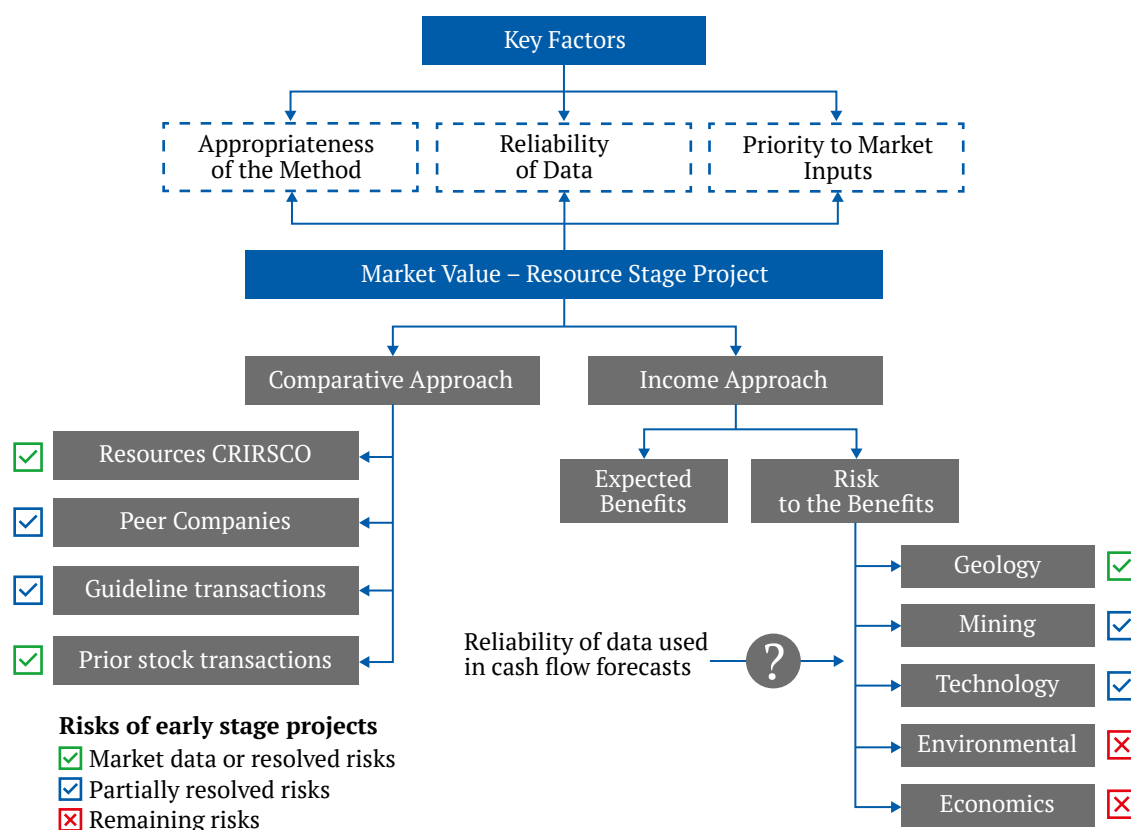 Key Factors
Appropriateness
of the Method
Reliability
of Data
Priority to Market
Inputs
Market Value – Resource Stage Project
Comparative Approach
Income Approach
Resources CRIRSCO
Peer Companies
Guideline transactions
Prior stock transactions
Expected
Benefits
Risk
to the Benefits
Geology
Mining
Technology
Environmental
Economics
Reliability of data used
in cash flow forecasts
?
Risks of early stage projects
Market data or resolved risks
Partially resolved risks
Remaining risks